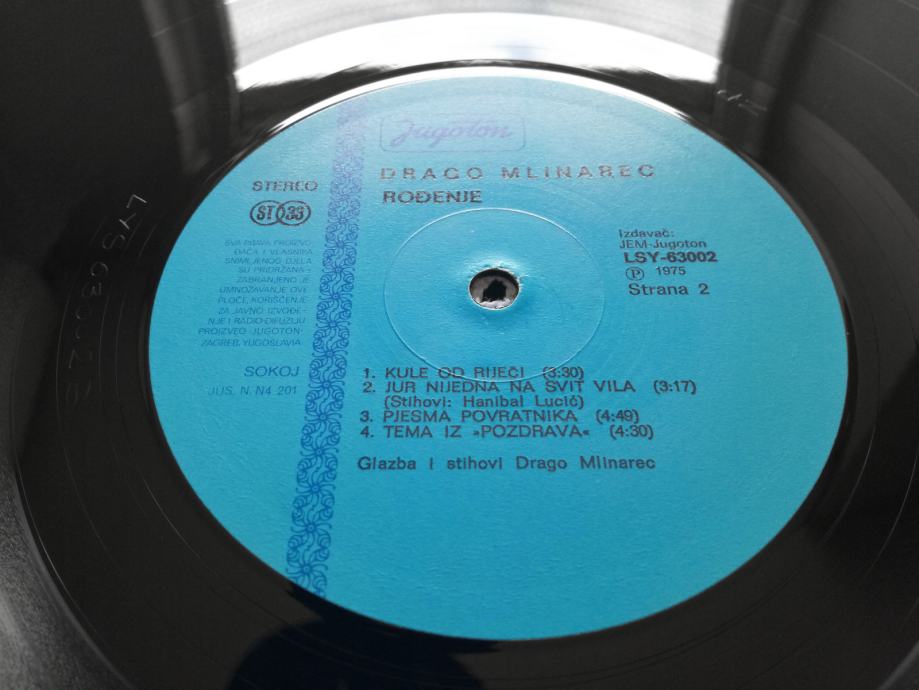 Jugoton
DRAGO MLINAREC
ROĐENJE
STEREO
ST 33
SVA PRAVA PROIZVO-
ĐAČA I VLASNIKA
SNIMLJENOG DJELA
SU PRIDRŽANA -
ZABRANJENO JE
UMNOŽAVANJE OVE
PLOČE, KORIŠĆENJE
ZA JAVNO IZVOĐE-
NJE I RADIO-DIFUZIJU
PROIZVEO JUGOTON-
ZAGREB, YUGOSLAVIA
SOKOJ
JUS. N. N4 201
Izdavač:
JEM-Jugoton
LSY-63002
Ⓟ 1975
Strana 2
1. KULE OD RIJEČI (3:30)
2. JUR NIJEDNA NA SVIT VILA (3:17)
(Stihovi: Hanibal Lucić)
3. PJESMA POVRATNIKA (4:49)
4. TEMA IZ »POZDRAVA« (4:30)
Glazba i stihovi Drago Mlinarec